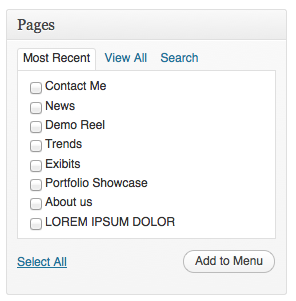 Pages
Most Recent View All Search
Contact Me
News
Demo Reel
Trends
Exibits
Portfolio Showcase
About us
LOREM IPSUM DOLOR
Select All Add to Menu